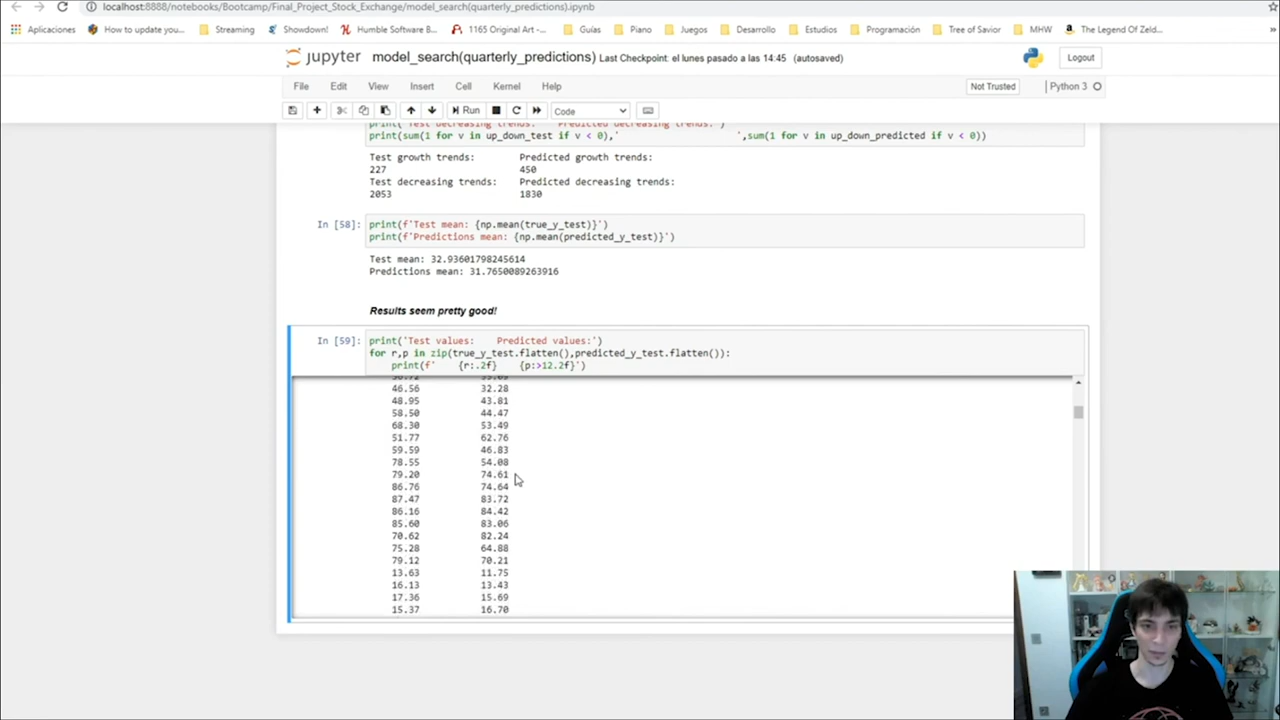 localhost:8888/notebooks/Bootcamp/Final_Project_Stock_Exchange/model_search(quarterly_predictions).ipynb
Aplicaciones How to update you... Streaming Showdown! Humble Software B... 1165 Original Art -... Guías Piano Juegos Desarrollo Estudios Programación Tree of Savior MHW The Legend Of Zeld... »
jupyter model_search(quarterly_predictions) Last Checkpoint: el lunes pasado a las 14:45 (autosaved) Logout
File Edit View Insert Cell Kernel Help Not Trusted Python 3
Run Code
print('Test decreasing trends: Predicted decreasing trends:')
print(sum(1 for v in up_down_test if v < 0),' ',sum(1 for v in up_down_predicted if v < 0))
Test growth trends: Predicted growth trends:
227 450
Test decreasing trends: Predicted decreasing trends:
2053 1830
In [58]: print(f'Test mean: {np.mean(true_y_test)}')
print(f'Predictions mean: {np.mean(predicted_y_test)}')
Test mean: 32.93601798245614
Predictions mean: 31.7650089263916
Results seem pretty good!
In [59]: print('Test values: Predicted values:')
for r,p in zip(true_y_test.flatten(),predicted_y_test.flatten()):
print(f' {r:.2f} {p:>12.2f}')
46.56 32.28
48.95 43.81
58.50 44.47
68.30 53.49
51.77 62.76
59.59 46.83
78.55 54.08
79.20 74.61
86.76 74.64
87.47 83.72
86.16 84.42
85.60 83.06
70.62 82.24
75.28 64.88
79.12 70.21
13.63 11.75
16.13 13.43
17.36 15.69
15.37 16.70